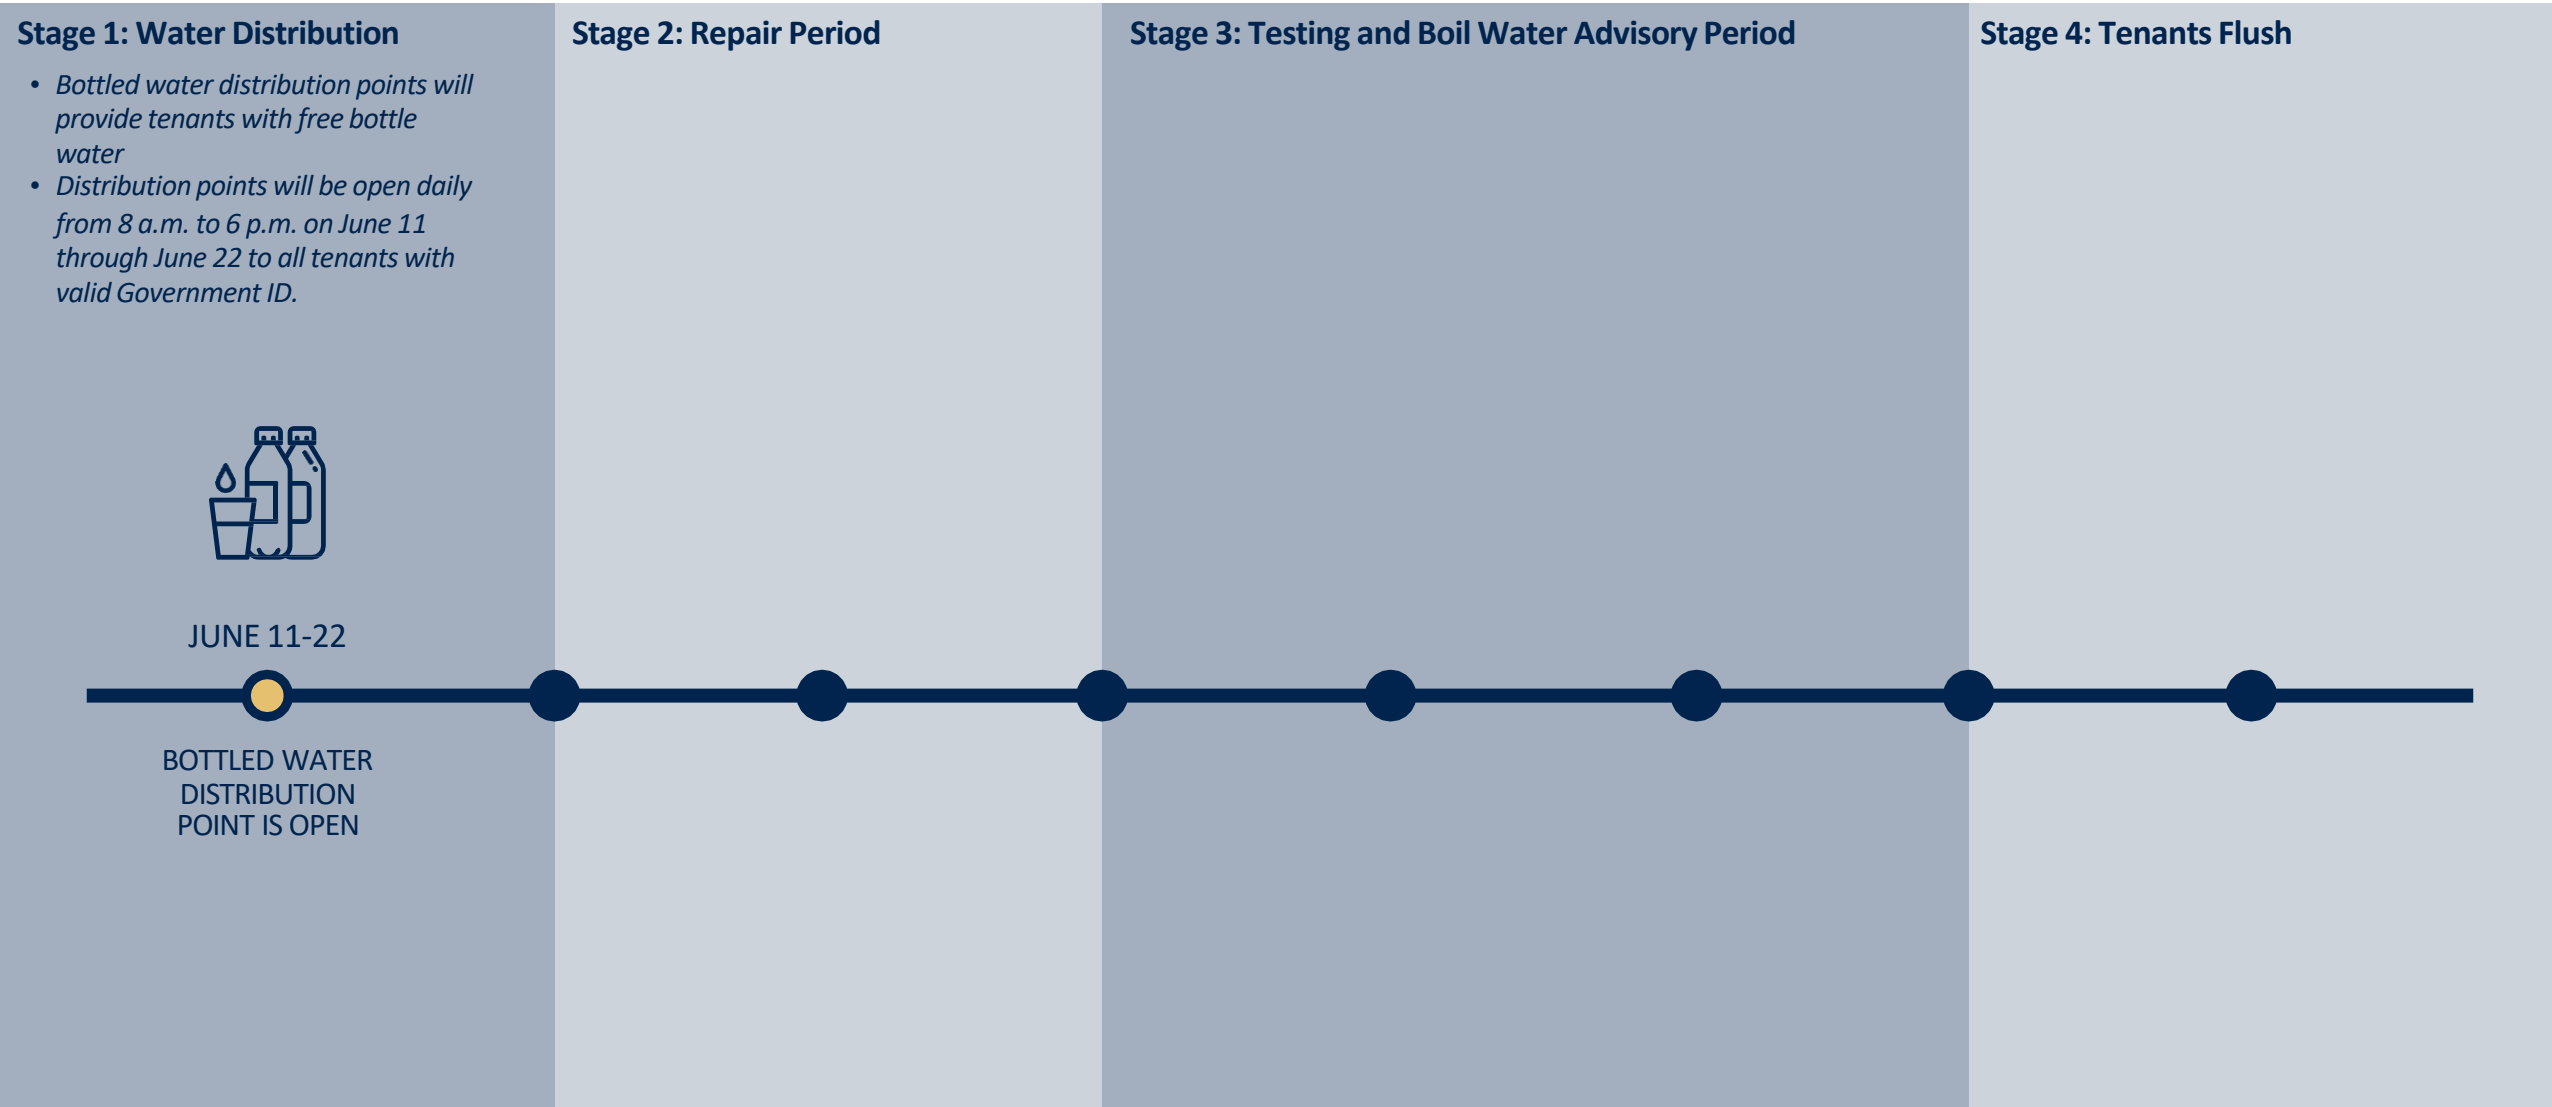 Stage 1: Water Distribution
• Bottled water distribution points will
provide tenants with free bottle
water
• Distribution points will be open daily
from 8 a.m. to 6 p.m. on June 11
through June 22 to all tenants with
valid Government ID.
JUNE 11-22
BOTTLED WATER
DISTRIBUTION
POINT IS OPEN
Stage 2: Repair Period
Stage 3: Testing and Boil Water Advisory Period
Stage 4: Tenants Flush